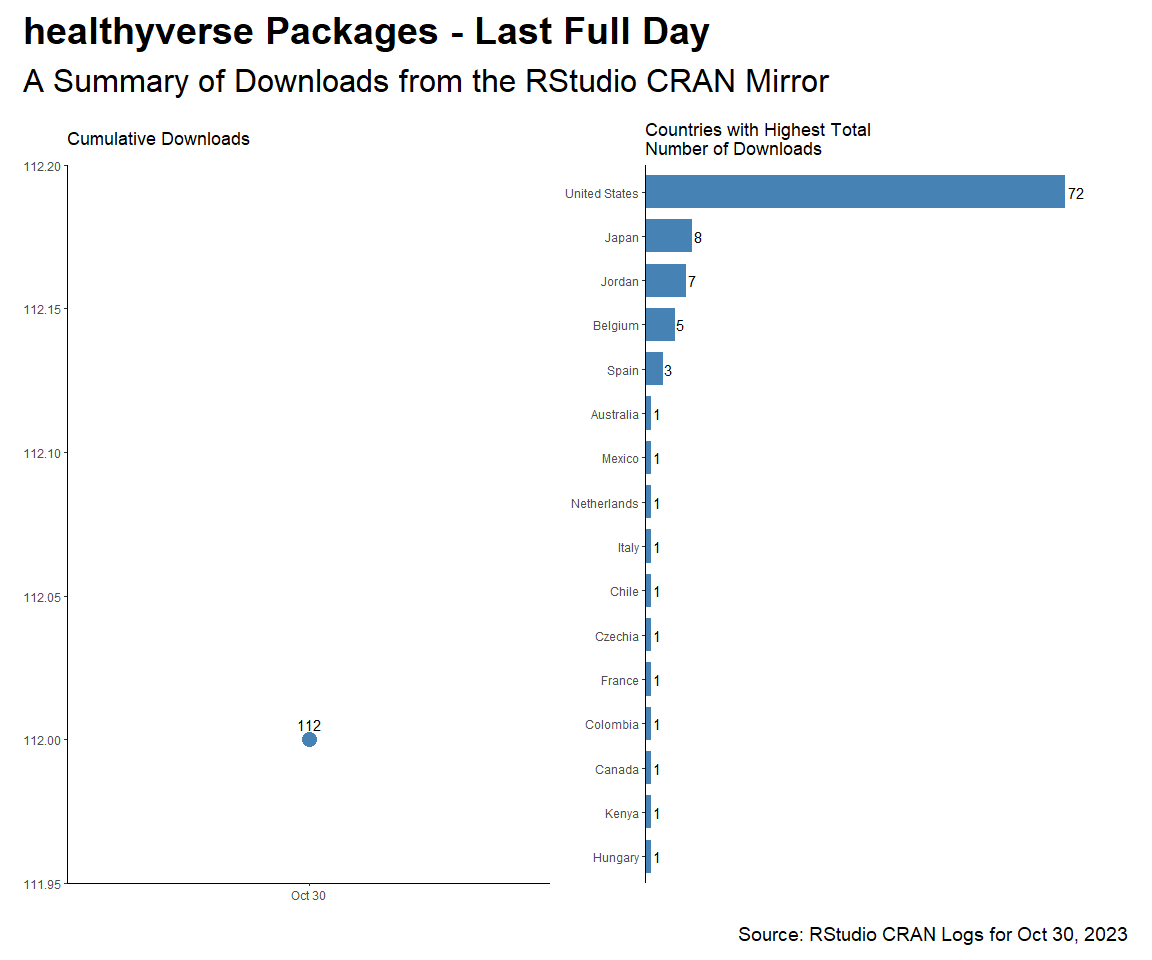 healthyverse Packages - Last Full Day
A Summary of Downloads from the RStudio CRAN Mirror
Cumulative Downloads
112.20
112.15
112.10
112.05
112.00
111.95
112
Oct 30
Countries with Highest Total
Number of Downloads
United States 72
Japan 8
Jordan 7
Belgium 5
Spain 3
Australia 1
Mexico 1
Netherlands 1
Italy 1
Chile 1
Czechia 1
France 1
Colombia 1
Canada 1
Kenya 1
Hungary 1
Source: RStudio CRAN Logs for Oct 30, 2023